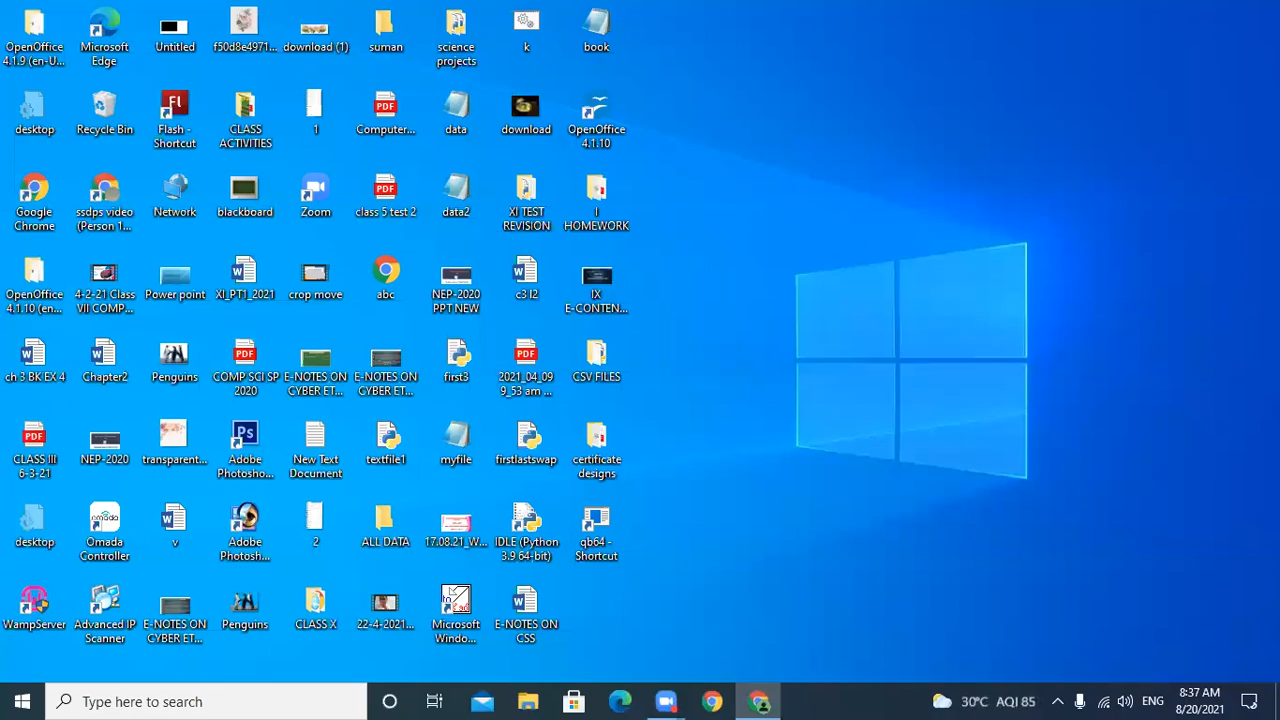 OpenOffice
4.1.9 (en-U...
Microsoft
Edge
Untitled
f50d8e4971...
download (1)
suman
science
projects
k
book
desktop
Recycle Bin
Flash -
Shortcut
CLASS
ACTIVITIES
1
Computer...
data
download
OpenOffice
4.1.10
Google
Chrome
ssdps video
(Person 1...
Network
blackboard
Zoom
class 5 test 2
data2
XI TEST
REVISION
I
HOMEWORK
OpenOffice
4.1.10 (en...
4-2-21 Class
VII COMP...
Power point
XI_PT1_2021
crop move
abc
NEP-2020
PPT NEW
c3 l2
IX
E-CONTEN...
ch 3 BK EX 4
Chapter2
Penguins
COMP SCI SP
2020
E-NOTES ON
CYBER ET...
E-NOTES ON
CYBER ET...
first3
2021_04_09
9_53 am ...
CSV FILES
CLASS III
6-3-21
NEP-2020
transparent...
Adobe
Photosho...
New Text
Document
textfile1
myfile
firstlastswap
certificate
designs
desktop
Omada
Controller
v
Adobe
Photosh...
2
ALL DATA
17.08.21_W...
IDLE (Python
3.9 64-bit)
qb64 -
Shortcut
WampServer
Advanced IP
Scanner
E-NOTES ON
CYBER ET...
Penguins
CLASS X
22-4-2021...
Microsoft
Windo...
E-NOTES ON
CSS
Type here to search
30°C AQI 85
ENG
8:37 AM
8/20/2021